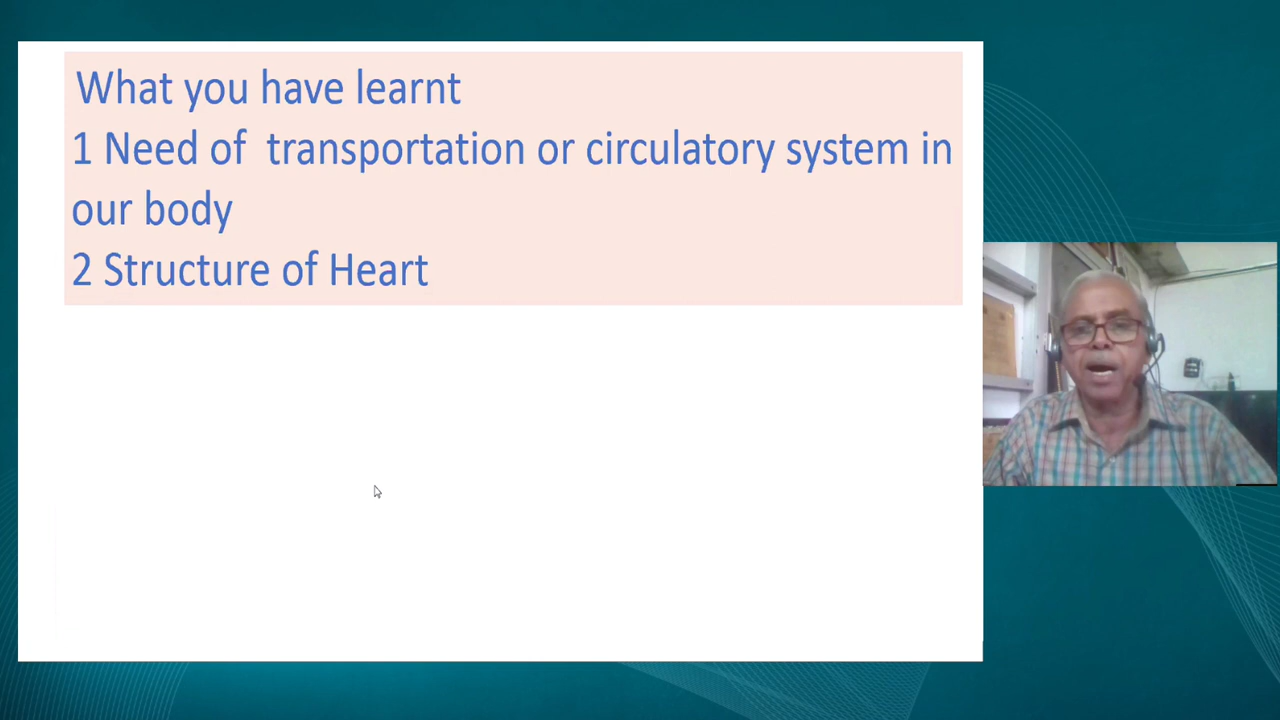 What you have learnt
1 Need of  transportation or circulatory system in
our body
2 Structure of Heart